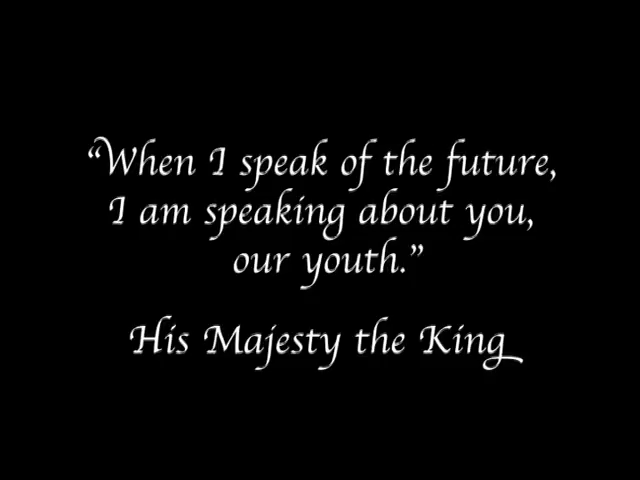 “When I speak of the future,
I am speaking about you,
our youth.”
His Majesty the King